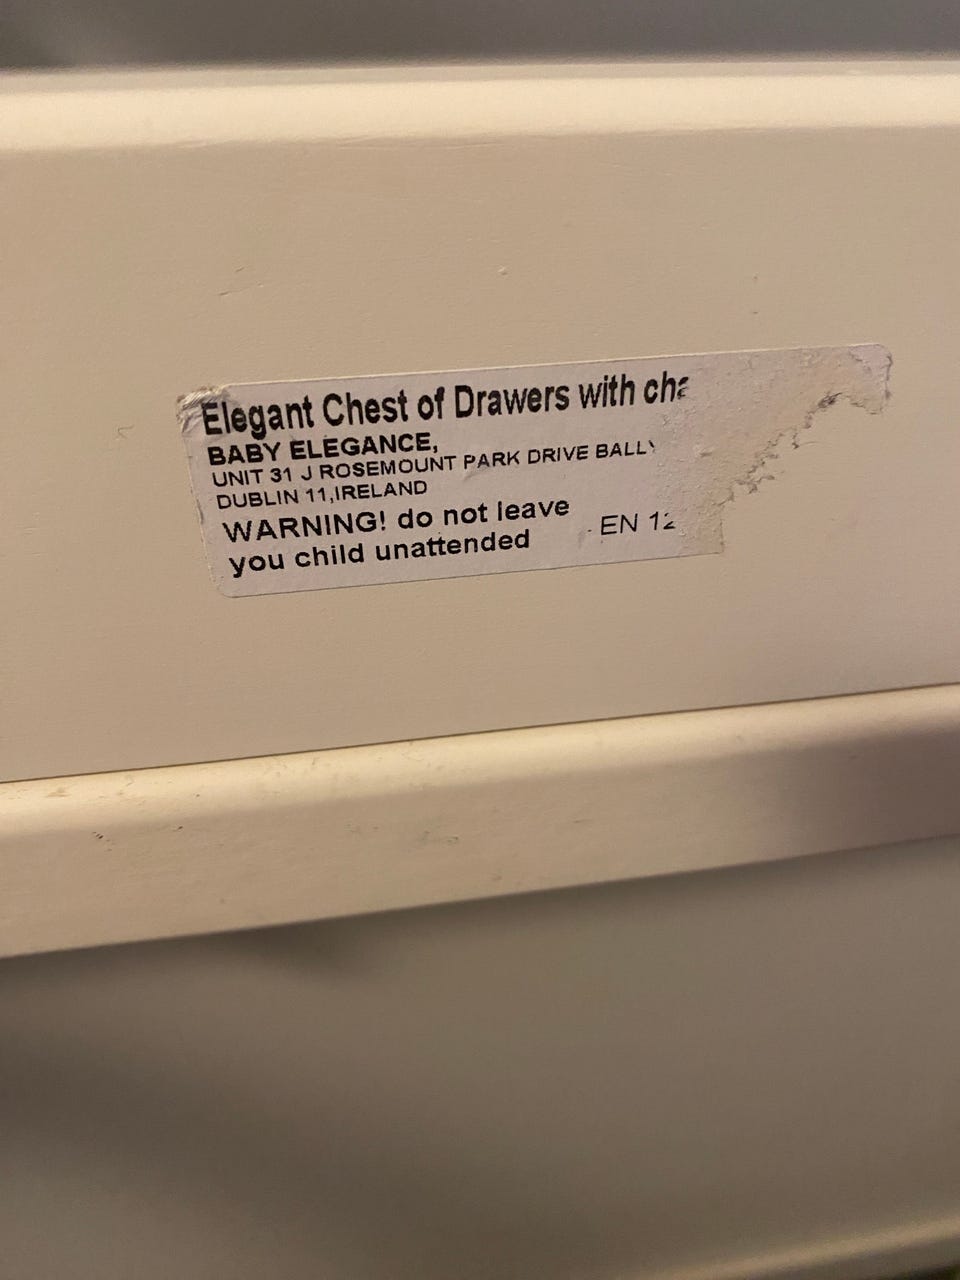 Elegant Chest of Drawers with
BABY ELEGANCE,
UNIT 31 J ROSEMOUNT PARK DRIVE
DUBLIN 11,IRELAND
WARNING! do not leave
you child unattended
EN